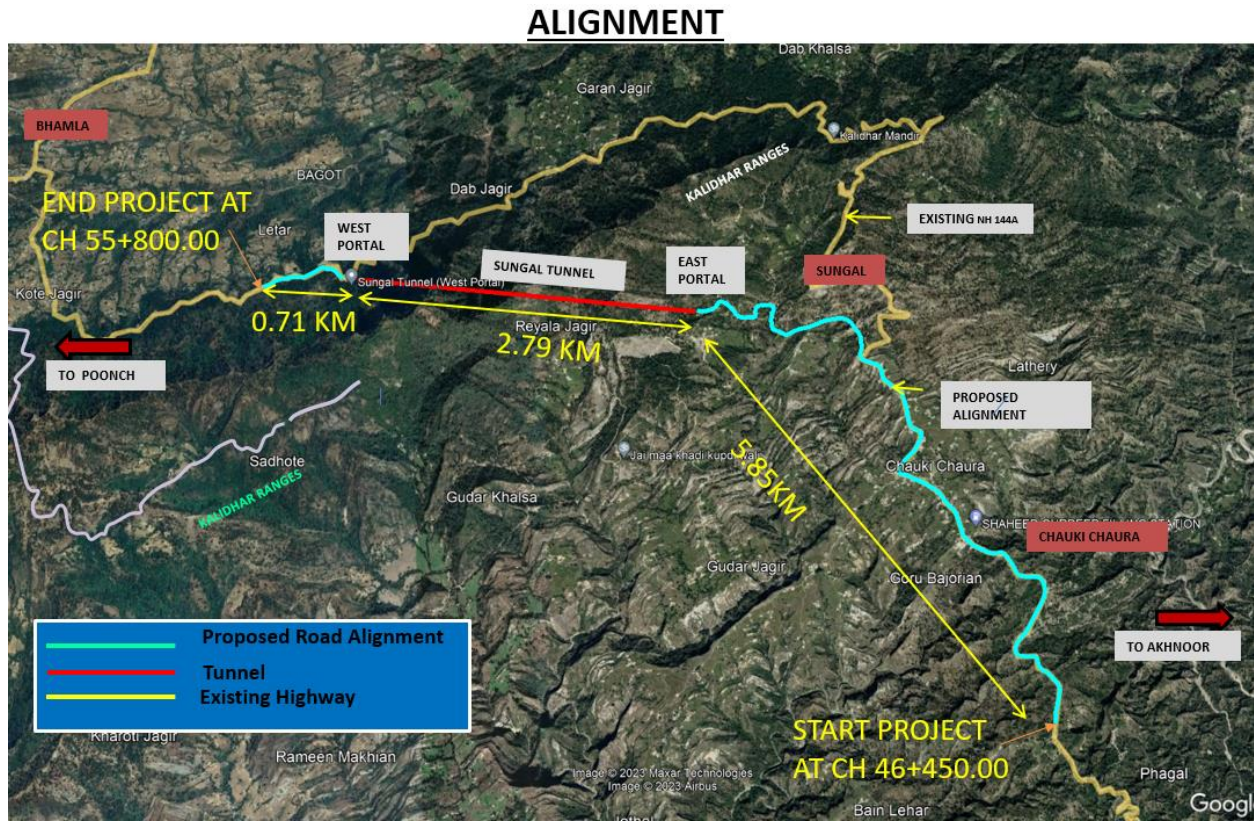 ALIGNMENT
Dab Khalsa
Garan Jagir
BHAMLA
Kalidhar Mandir
KALIDHAR RANGES
BAGOT
Dab Jagir
END PROJECT AT
CH 55+800.00
Letar
WEST
PORTAL
EXISTING NH 144A
SUNGAL TUNNEL
EAST
PORTAL
SUNGAL
Sungal Tunnel (West Portal)
Kote Jagir
0.71 KM
Reyala Jagir
2.79 KM
TO POONCH
Lathery
PROPOSED
ALIGNMENT
5.85KM
Sadhote
Chauki Chaura
KALIDHAR RANGES
Gudar Khalsa
STATION
CHAUKI CHAURA
Gudar Jagir
Goru Bajorian
Proposed Road Alignment
Tunnel
Existing Highway
TO AKHNOOR
START PROJECT
AT CH 46+450.00
Kharoti Jagir
Rameen Makhian
Image © 2023 Maxar Technologies
Image © 2023 Airbus
Phagal
Bain Lehar
Googl